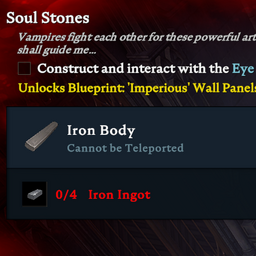 Soul Stones
Vampires fight each other for these powerful
shall guide me...
Construct and interact with the Eye
Unlocks Blueprint: 'Imperious' Wall Panels
Iron Body
Cannot be Teleported
0/4 Iron Ingot